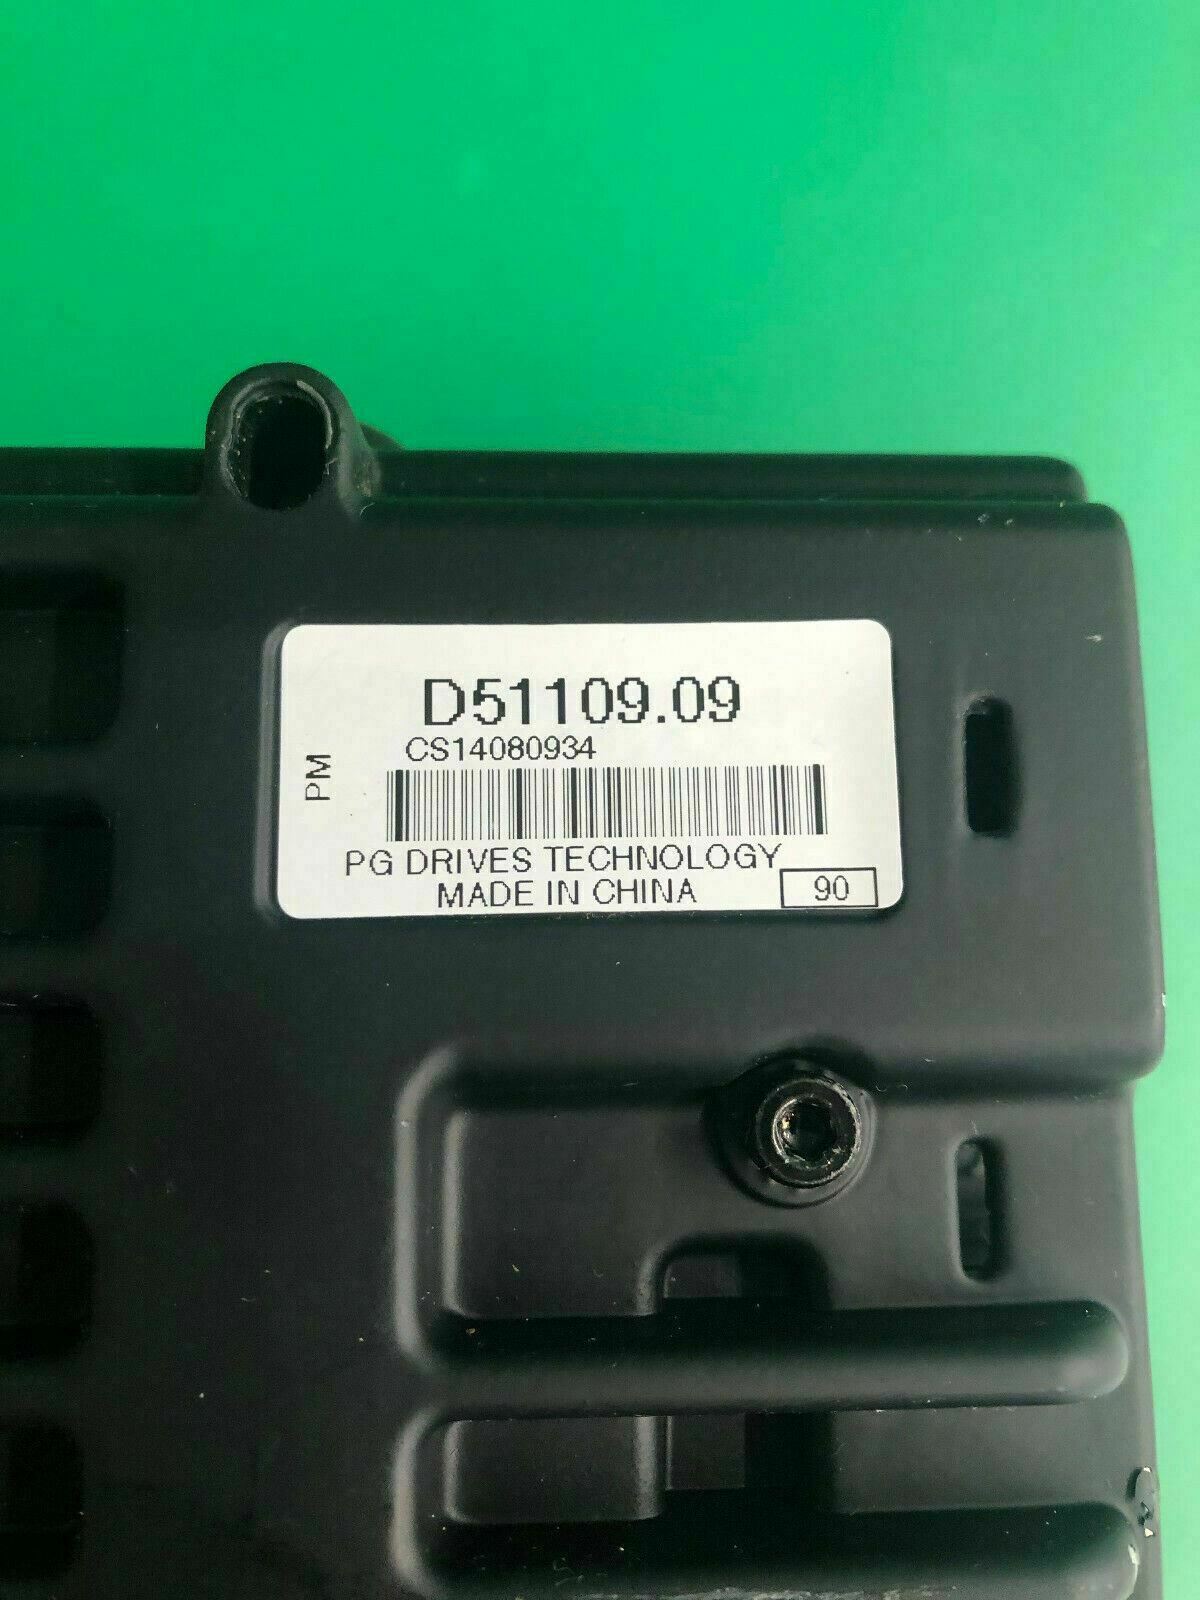 D51109.09
CS14080934
PM
PG DRIVES TECHNOLOGY
MADE IN CHINA
90